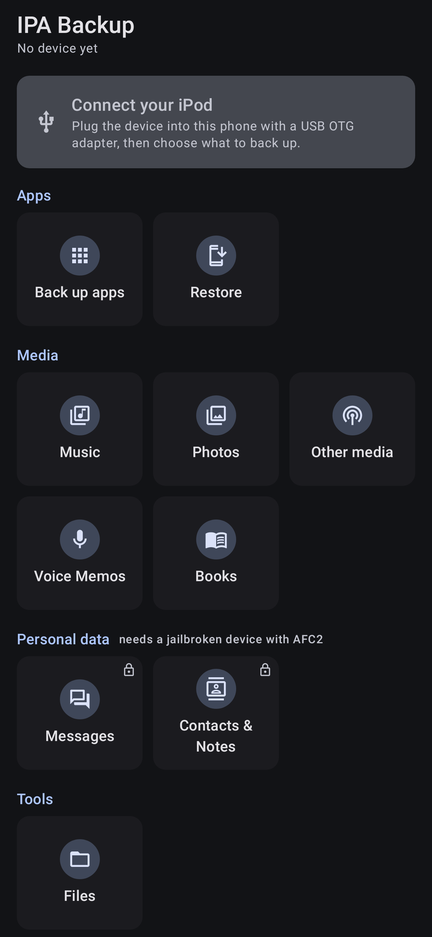 IPA Backup
No device yet
Connect your iPod
Plug the device into this phone with a USB OTG
adapter, then choose what to back up.
Apps
Back up apps
Restore
Media
Music
Photos
Other media
Voice Memos
Books
Personal data needs a jailbroken device with AFC2
Messages
Contacts &
Notes
Tools
Files